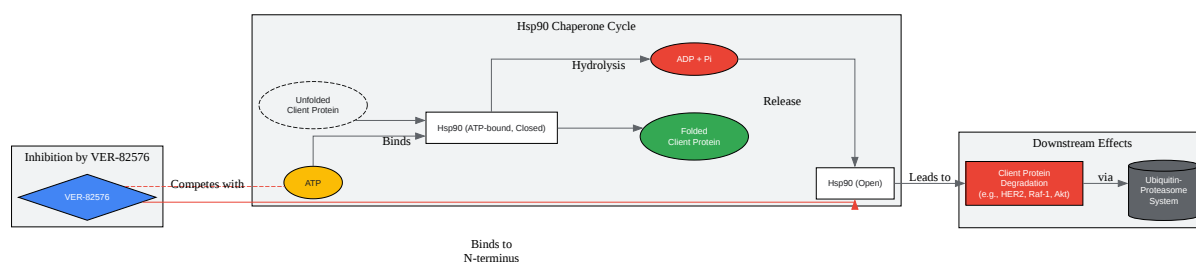 Hsp90 Chaperone Cycle
ADP + Pi
Hydrolysis
Unfolded
Client Protein
Release
Hsp90 (ATP-bound, Closed)
Folded
Client Protein
Binds
Inhibition by VER-82576
VER-82576
Competes with
ATP
Hsp90 (Open)
Leads to
Downstream Effects
Client Protein
Degradation
(e.g., HER2, Raf-1, Akt)
via
Ubiquitin-
Proteasome
System
Binds to
N-terminus